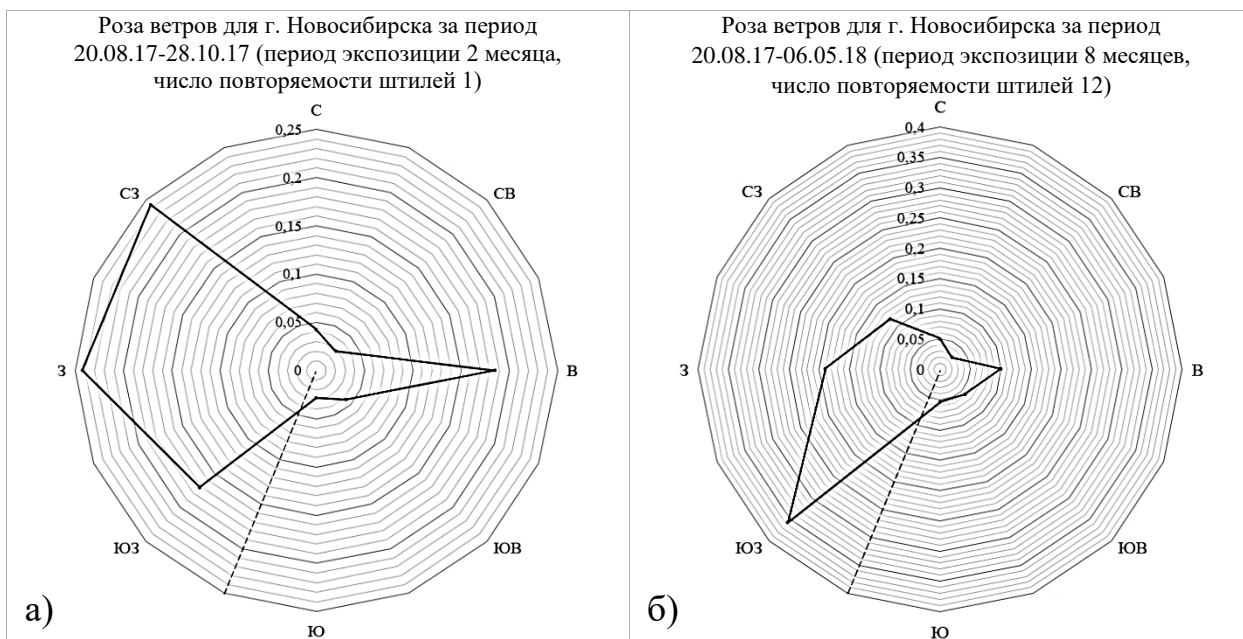 Роза ветров для г. Новосибирска за период
20.08.17-28.10.17 (период экспозиции 2 месяца,
число повторяемости штилей 1)
С
0,25
СЗ
СВ
0,2
0,15
0,1
0,05
З
0
В
ЮЗ
ЮВ
Ю
а)
Роза ветров для г. Новосибирска за период
20.08.17-06.05.18 (период экспозиции 8 месяцев,
число повторяемости штилей 12)
С
0,4
0,35
СЗ
СВ
0,3
0,25
0,2
0,15
0,1
0,05
З
0
В
ЮЗ
ЮВ
Ю
б)